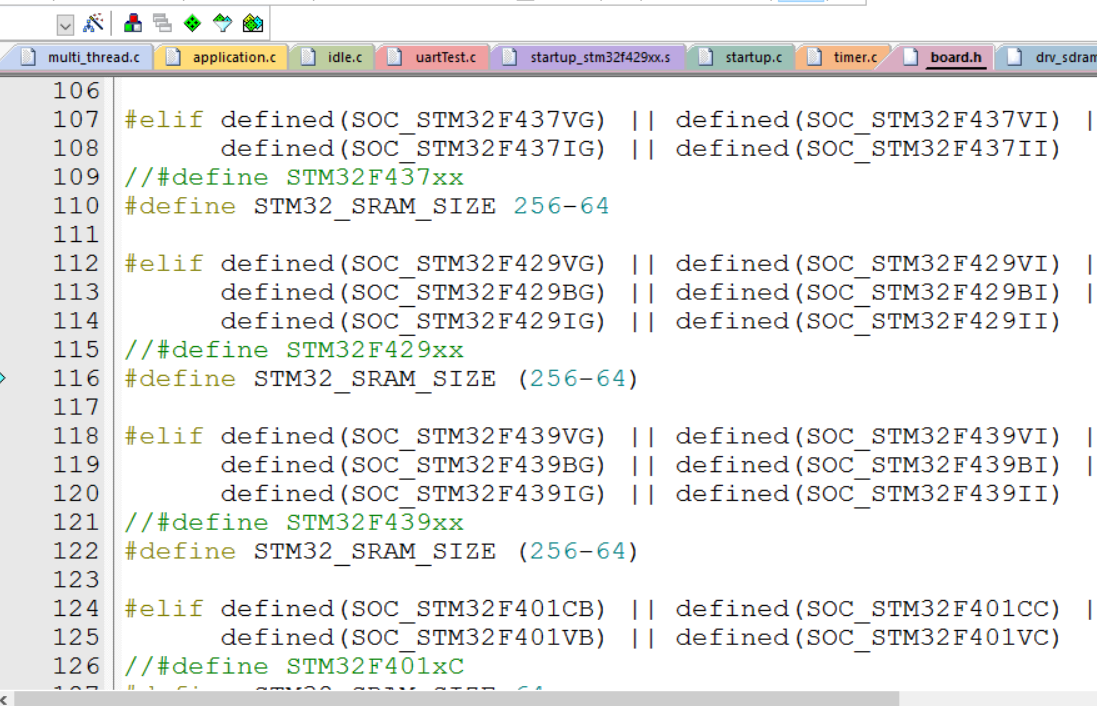 multi_thread.c application.c idle.c uartTest.c startup_stm32f429xx.s startup.c timer.c board.h drv_sdram
106
107 #elif defined(SOC_STM32F437VG) || defined(SOC_STM32F437VI) |
108 defined(SOC_STM32F437IG) || defined(SOC_STM32F437II)
109 //#define STM32F437xx
110 #define STM32_SRAM_SIZE 256-64
111
112 #elif defined(SOC_STM32F429VG) || defined(SOC_STM32F429VI) |
113 defined(SOC_STM32F429BG) || defined(SOC_STM32F429BI) |
114 defined(SOC_STM32F429IG) || defined(SOC_STM32F429II)
115 //#define STM32F429xx
116 #define STM32_SRAM_SIZE (256-64)
117
118 #elif defined(SOC_STM32F439VG) || defined(SOC_STM32F439VI) |
119 defined(SOC_STM32F439BG) || defined(SOC_STM32F439BI) |
120 defined(SOC_STM32F439IG) || defined(SOC_STM32F439II)
121 //#define STM32F439xx
122 #define STM32_SRAM_SIZE (256-64)
123
124 #elif defined(SOC_STM32F401CB) || defined(SOC_STM32F401CC) |
125 defined(SOC_STM32F401VB) || defined(SOC_STM32F401VC)
126 //#define STM32F401xC